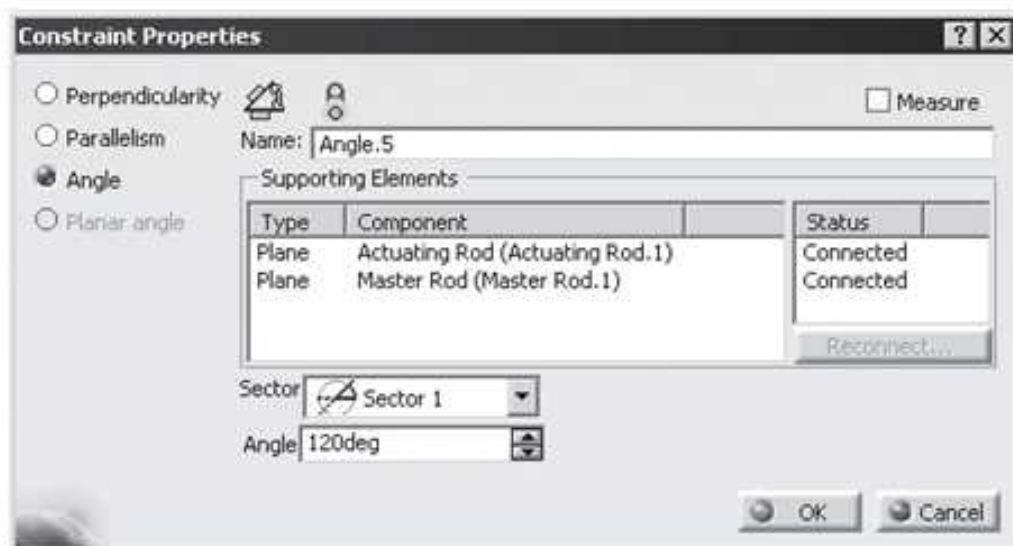 Constraint Properties
Perpendicularity
Measure
Parallelism
Name: Angle.5
Angle
Supporting Elements
Planar angle
Type Component Status
Plane Actuating Rod (Actuating Rod.1) Connected
Plane Master Rod (Master Rod.1) Connected
Reconnect...
Sector Sector 1
Angle 120deg
OK Cancel